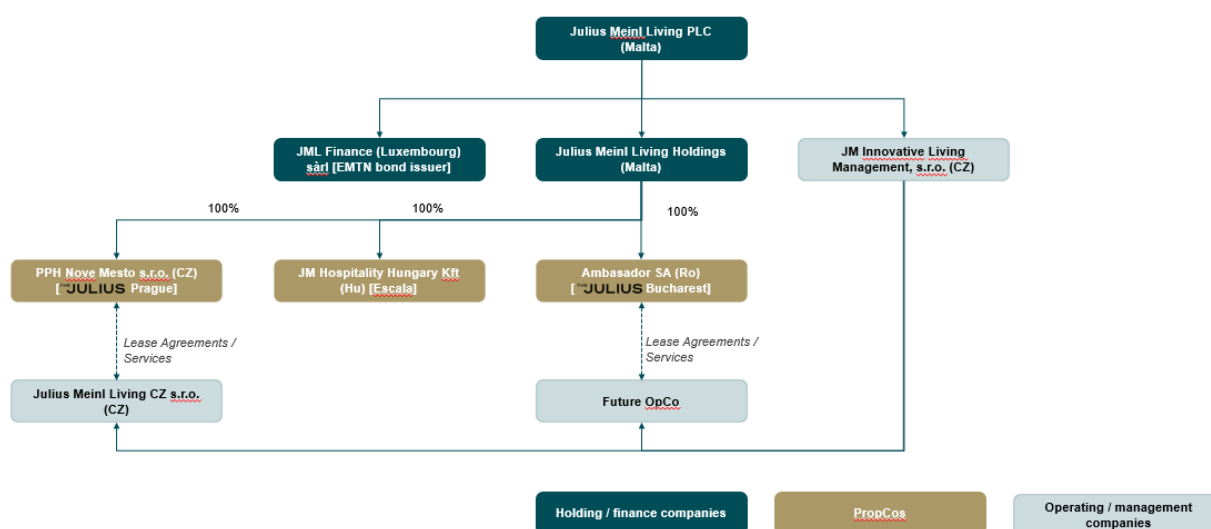 Julius Meinl Living PLC
(Malta)
JML Finance (Luxembourg)
sàrl [EMTN bond issuer]
Julius Meinl Living Holdings
(Malta)
JM Innovative Living
Management, s.r.o. (CZ)
100%
100%
100%
PPH Nove Mesto s.r.o. (CZ)
[THE JULIUS Prague]
JM Hospitality Hungary Kft
(Hu) [Escala]
Ambasador SA (Ro)
[THE JULIUS Bucharest]
Lease Agreements /
Services
Lease Agreements /
Services
Julius Meinl Living CZ s.r.o.
(CZ)
Future OpCo
Holding / finance companies
PropCos
Operating / management
companies